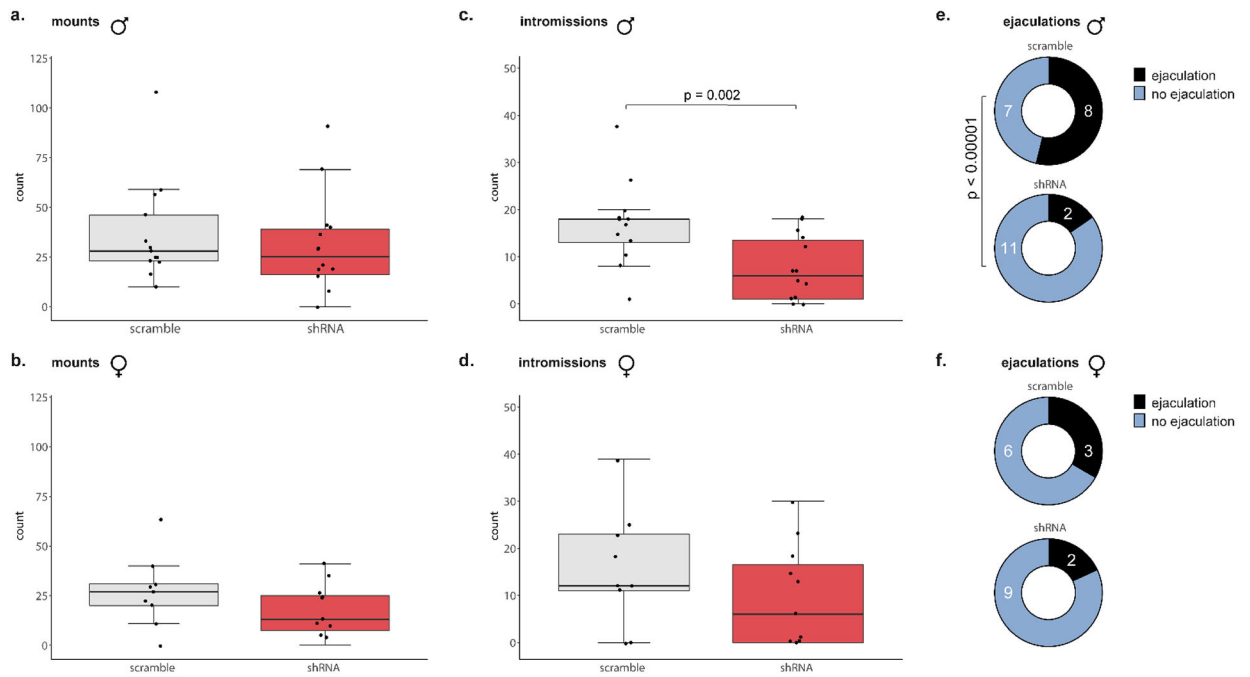 a. mounts ♂
125
100
75
50
25
0
count
scramble shRNA
c. intromissions ♂
50
40
30
20
10
0
count
p = 0.002
scramble shRNA
e. ejaculations ♂
scramble
7 8
ejaculation
no ejaculation
p < 0.00001
shRNA
2
11
b. mounts ♀
125
100
75
50
25
0
count
scramble shRNA
d. intromissions ♀
50
40
30
20
10
0
count
scramble shRNA
f. ejaculations ♀
scramble
6 3
ejaculation
no ejaculation
shRNA
2
9